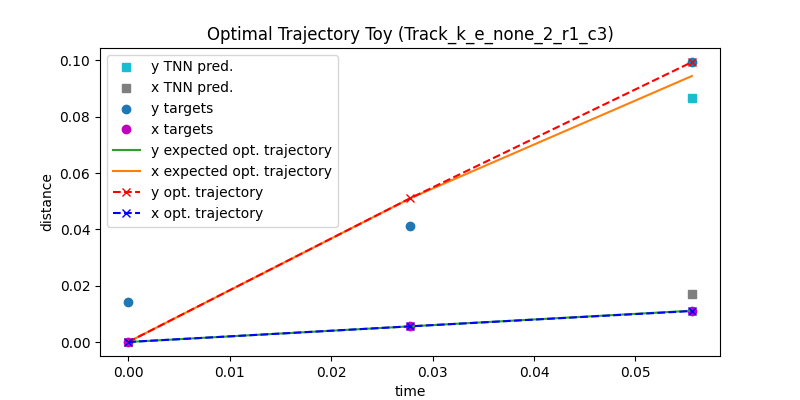 Optimal Trajectory Toy (Track_k_e_none_2_r1_c3)
y TNN pred.
x TNN pred.
y targets
x targets
y expected opt. trajectory
x expected opt. trajectory
y opt. trajectory
x opt. trajectory
distance
0.10
0.08
0.06
0.04
0.02
0.00
0.00 0.01 0.02 0.03 0.04 0.05
time